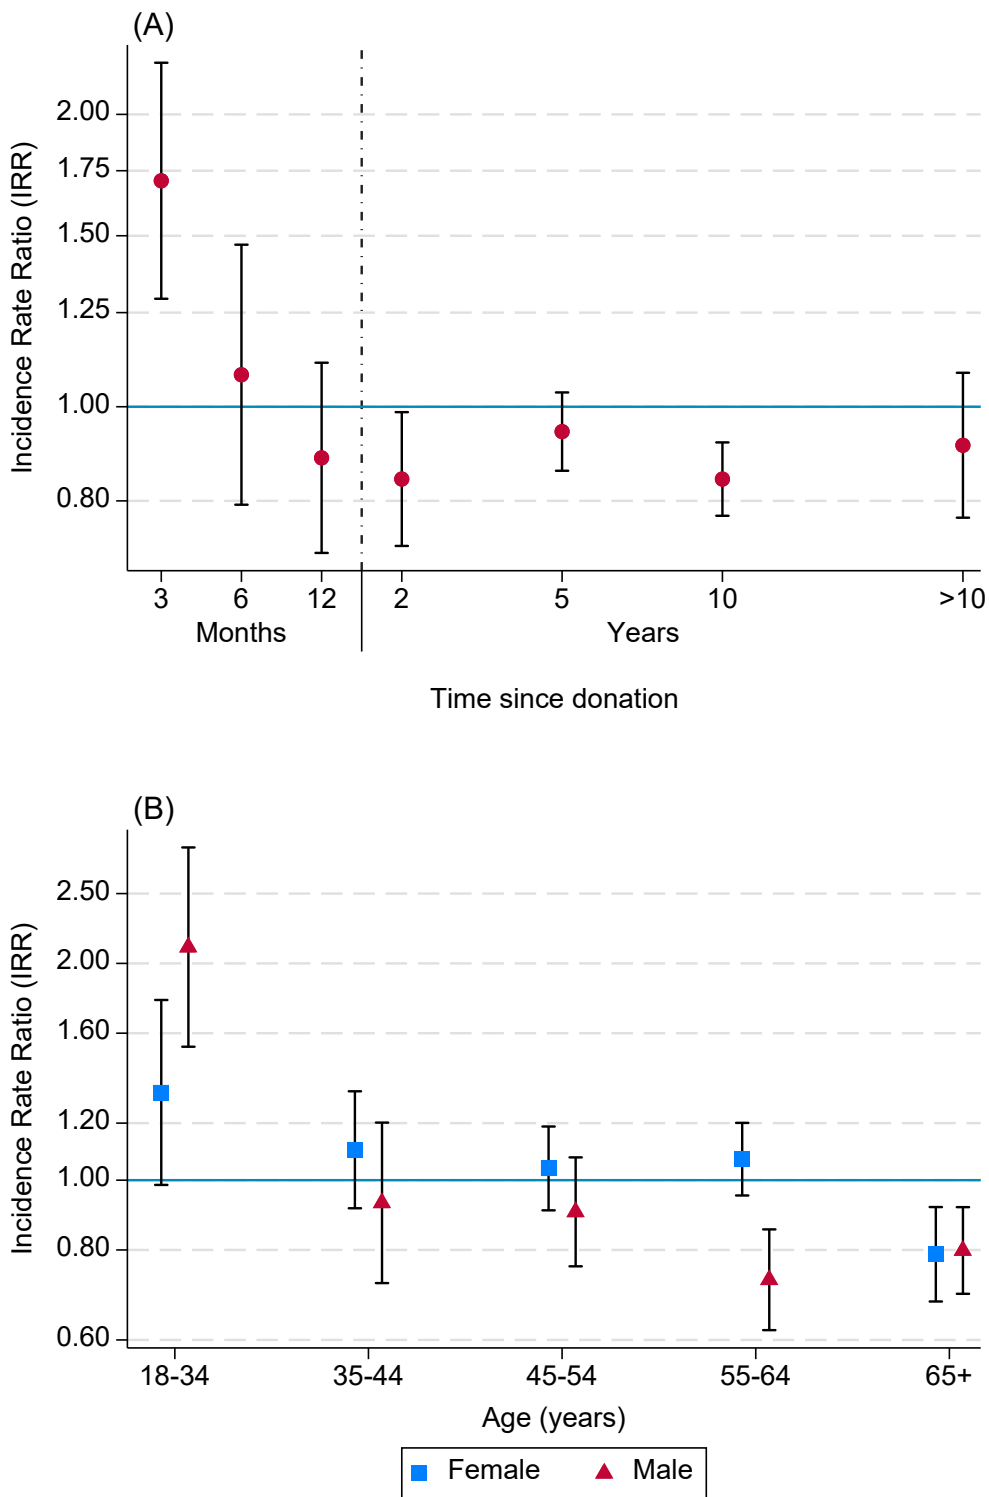 (A)
Incidence Rate Ratio (IRR)
2.00
1.75
1.50
1.25
1.00
0.80
3 6 12 2 5 10 >10
Months Years
Time since donation
(B)
Incidence Rate Ratio (IRR)
2.50
2.00
1.60
1.20
1.00
0.80
0.60
18-34 35-44 45-54 55-64 65+
Age (years)
Female Male